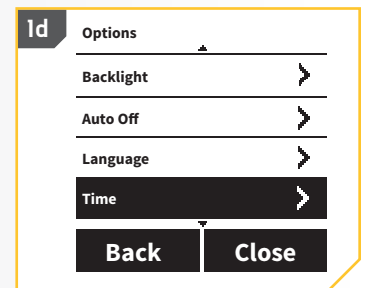 1d
Options
Backlight
Auto Off
Language
Time
Back Close